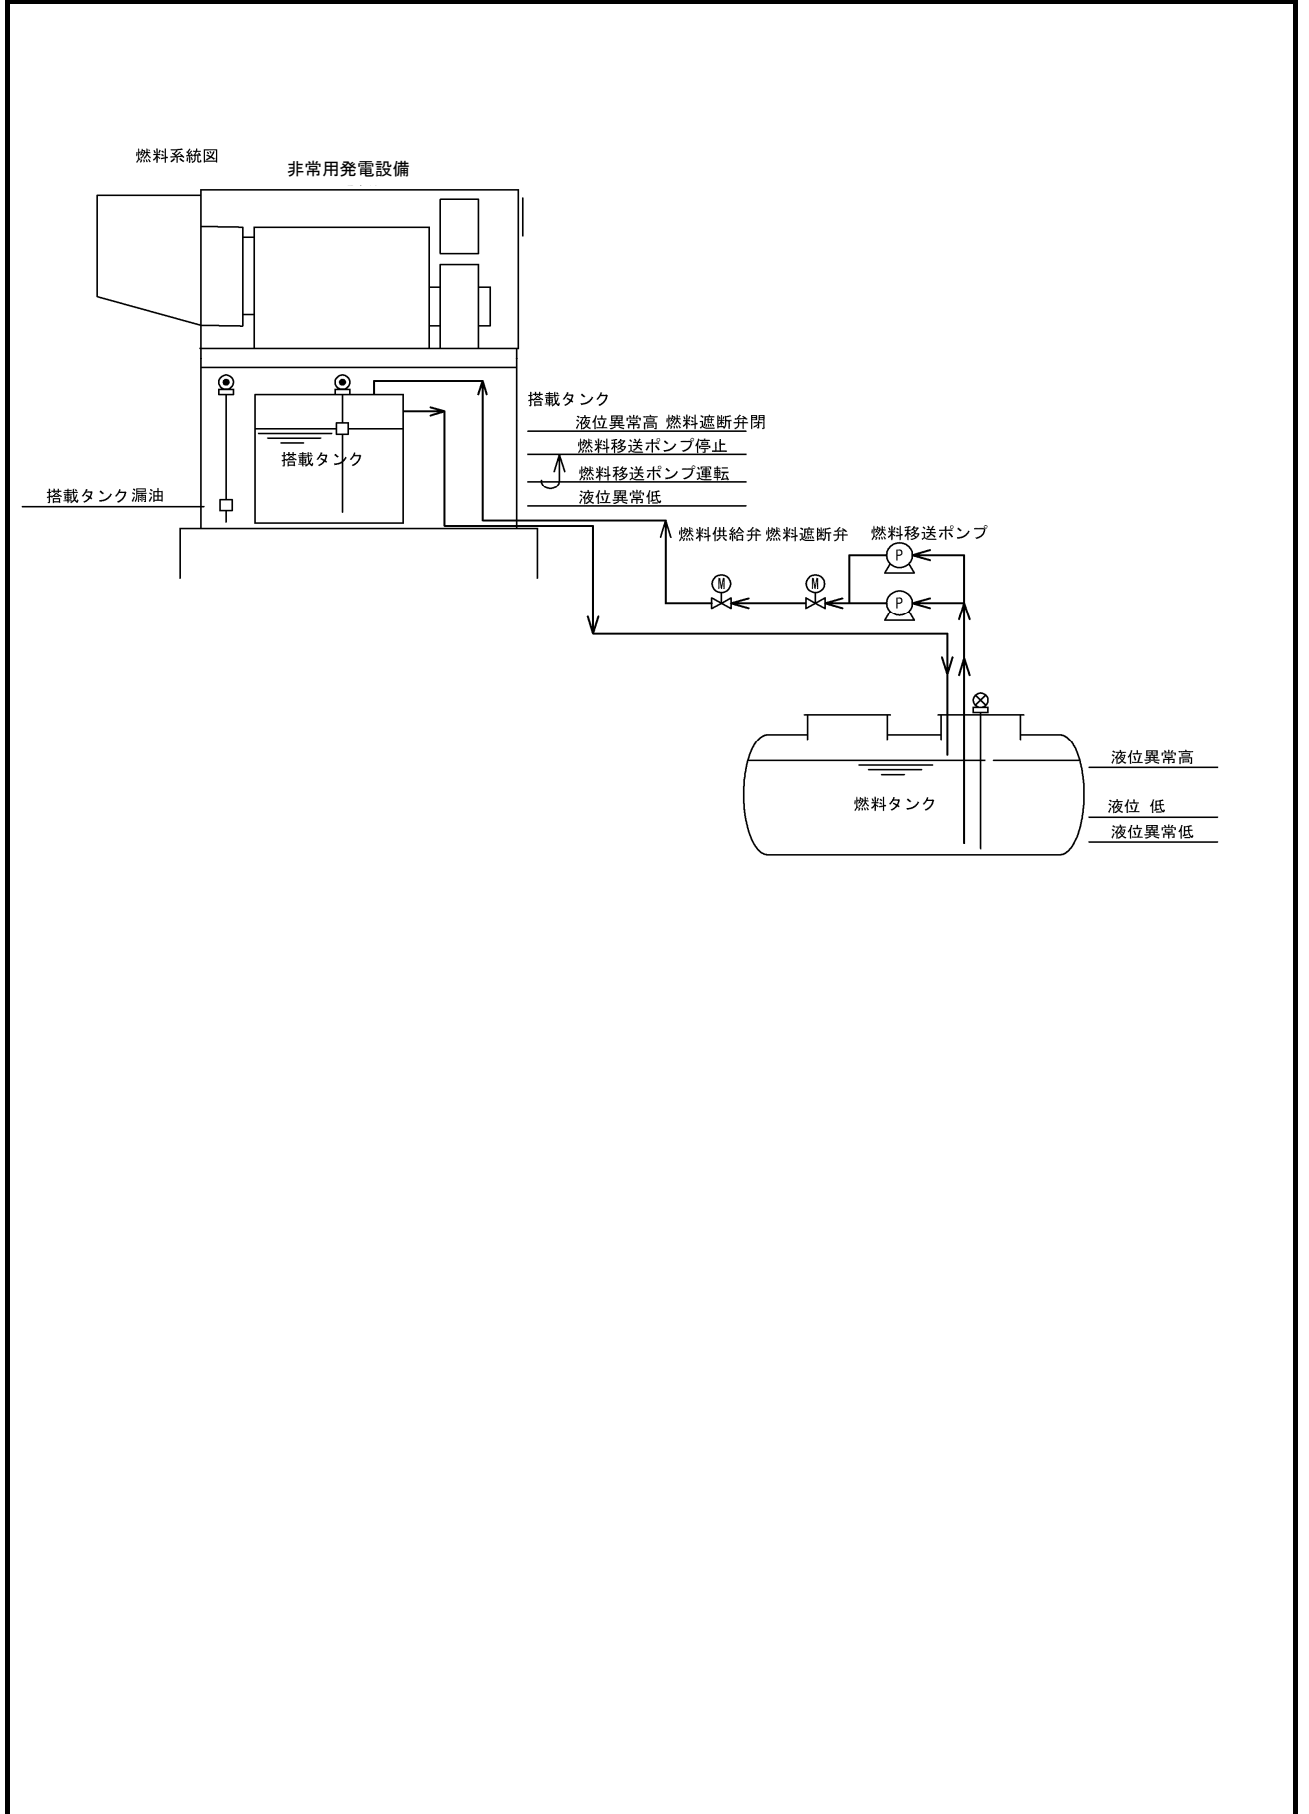 燃料系統図
非常用発電設備
搭載タンク
液位異常高 燃料遮断弁閉
燃料移送ポンプ停止
燃料移送ポンプ運転
液位異常低
搭載タンク
搭載タンク漏油
燃料供給弁 燃料遮断弁
燃料移送ポンプ
P
M
M
P
液位異常高
燃料タンク
液位 低
液位異常低